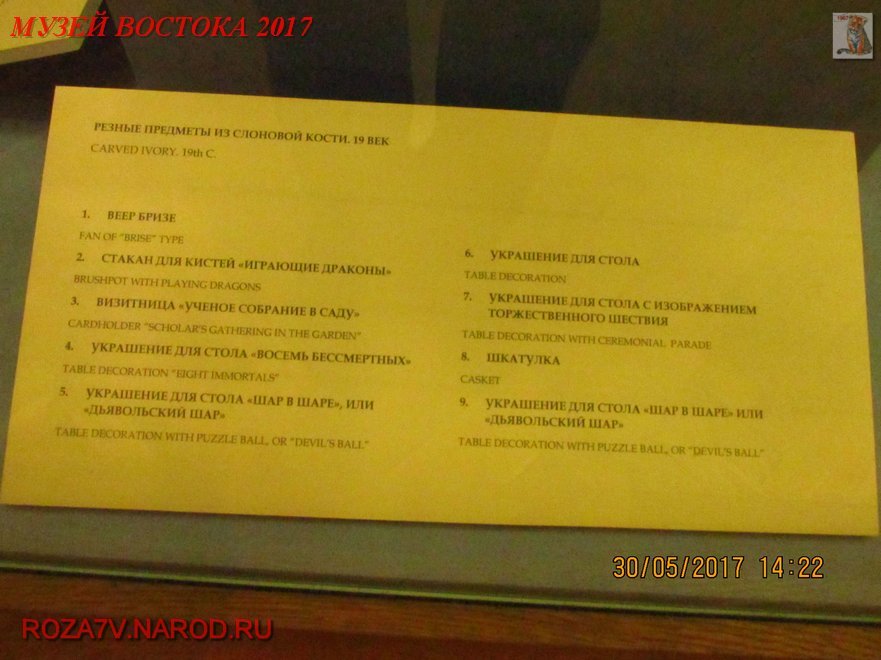 МУЗЕЙ ВОСТОКА 2017
РЕЗНЫЕ ПРЕДМЕТЫ ИЗ СЛОНОВОЙ КОСТИ. 19 ВЕК
CARVED IVORY. 19th C.
1. ВЕЕР БРИЗЕ
FAN OF "BRISE" TYPE
2. СТАКАН ДЛЯ КИСТЕЙ «ИГРАЮЩИЕ ДРАКОНЫ»
BRUSHPOT WITH PLAYING DRAGONS
3. ВИЗИТНИЦА «УЧЕНОЕ СОБРАНИЕ В САДУ»
CARDHOLDER "SCHOLAR'S GATHERING IN THE GARDEN"
4. УКРАШЕНИЕ ДЛЯ СТОЛА «ВОСЕМЬ БЕССМЕРТНЫХ»
TABLE DECORATION "EIGHT IMMORTALS"
5. УКРАШЕНИЕ ДЛЯ СТОЛА «ШАР В ШАРЕ», ИЛИ
«ДЬЯВОЛЬСКИЙ ШАР»
TABLE DECORATION WITH PUZZLE BALL, OR "DEVIL'S BALL"
6. УКРАШЕНИЕ ДЛЯ СТОЛА
TABLE DECORATION
7. УКРАШЕНИЕ ДЛЯ СТОЛА С ИЗОБРАЖЕНИЕМ
ТОРЖЕСТВЕННОГО ШЕСТВИЯ
TABLE DECORATION WITH CEREMONIAL PARADE
8. ШКАТУЛКА
CASKET
9. УКРАШЕНИЕ ДЛЯ СТОЛА «ШАР В ШАРЕ» ИЛИ
«ДЬЯВОЛЬСКИЙ ШАР»
TABLE DECORATION WITH PUZZLE BALL, OR "DEVIL'S BALL"
30/05/2017 14:22
ROZA7V.NAROD.RU